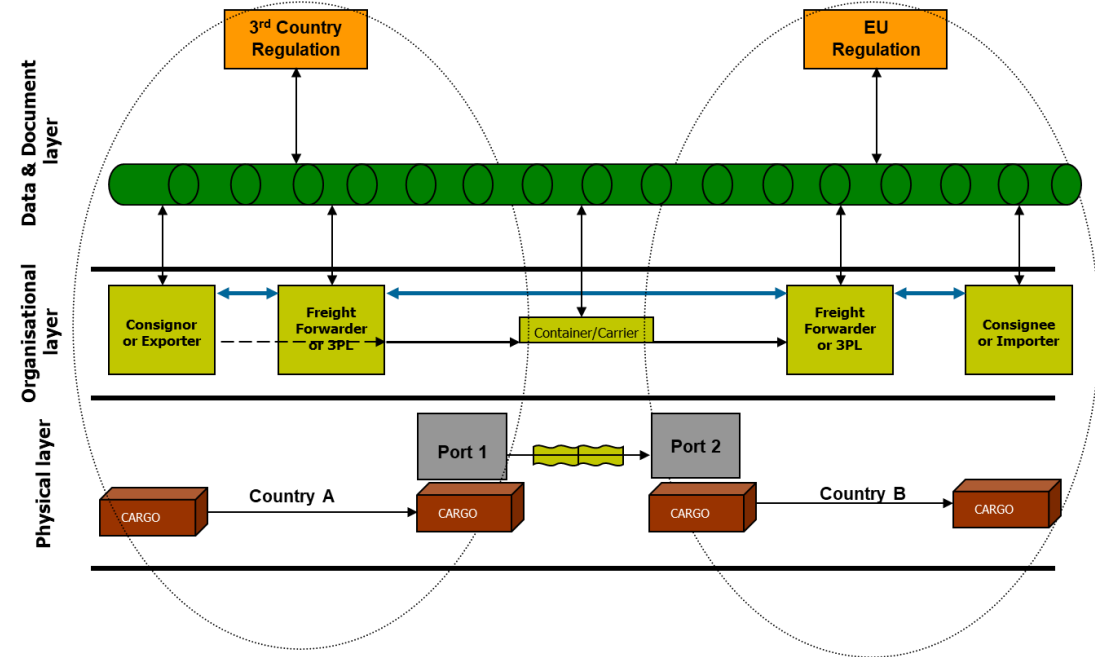 3rd Country
Regulation
EU
Regulation
Data & Document
layer
Organisational
layer
Consignor
or Exporter
Freight
Forwarder
or 3PL
Container/Carrier
Freight
Forwarder
or 3PL
Consignee
or Importer
Physical layer
Port 1
Port 2
CARGO
Country A
CARGO
CARGO
Country B
CARGO